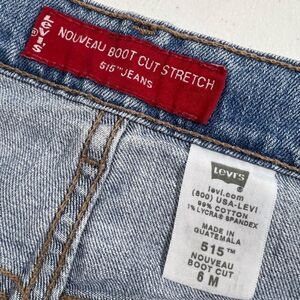 LEVI'S
®
NOUVEAU BOOT CUT STRETCH
515™ JEANS
Levi's
levi.com
(800) USA-LEVI
99% COTTON
1% LYCRA® SPANDEX
MADE IN
GUATEMALA
515™
NOUVEAU
BOOT CUT
6 M